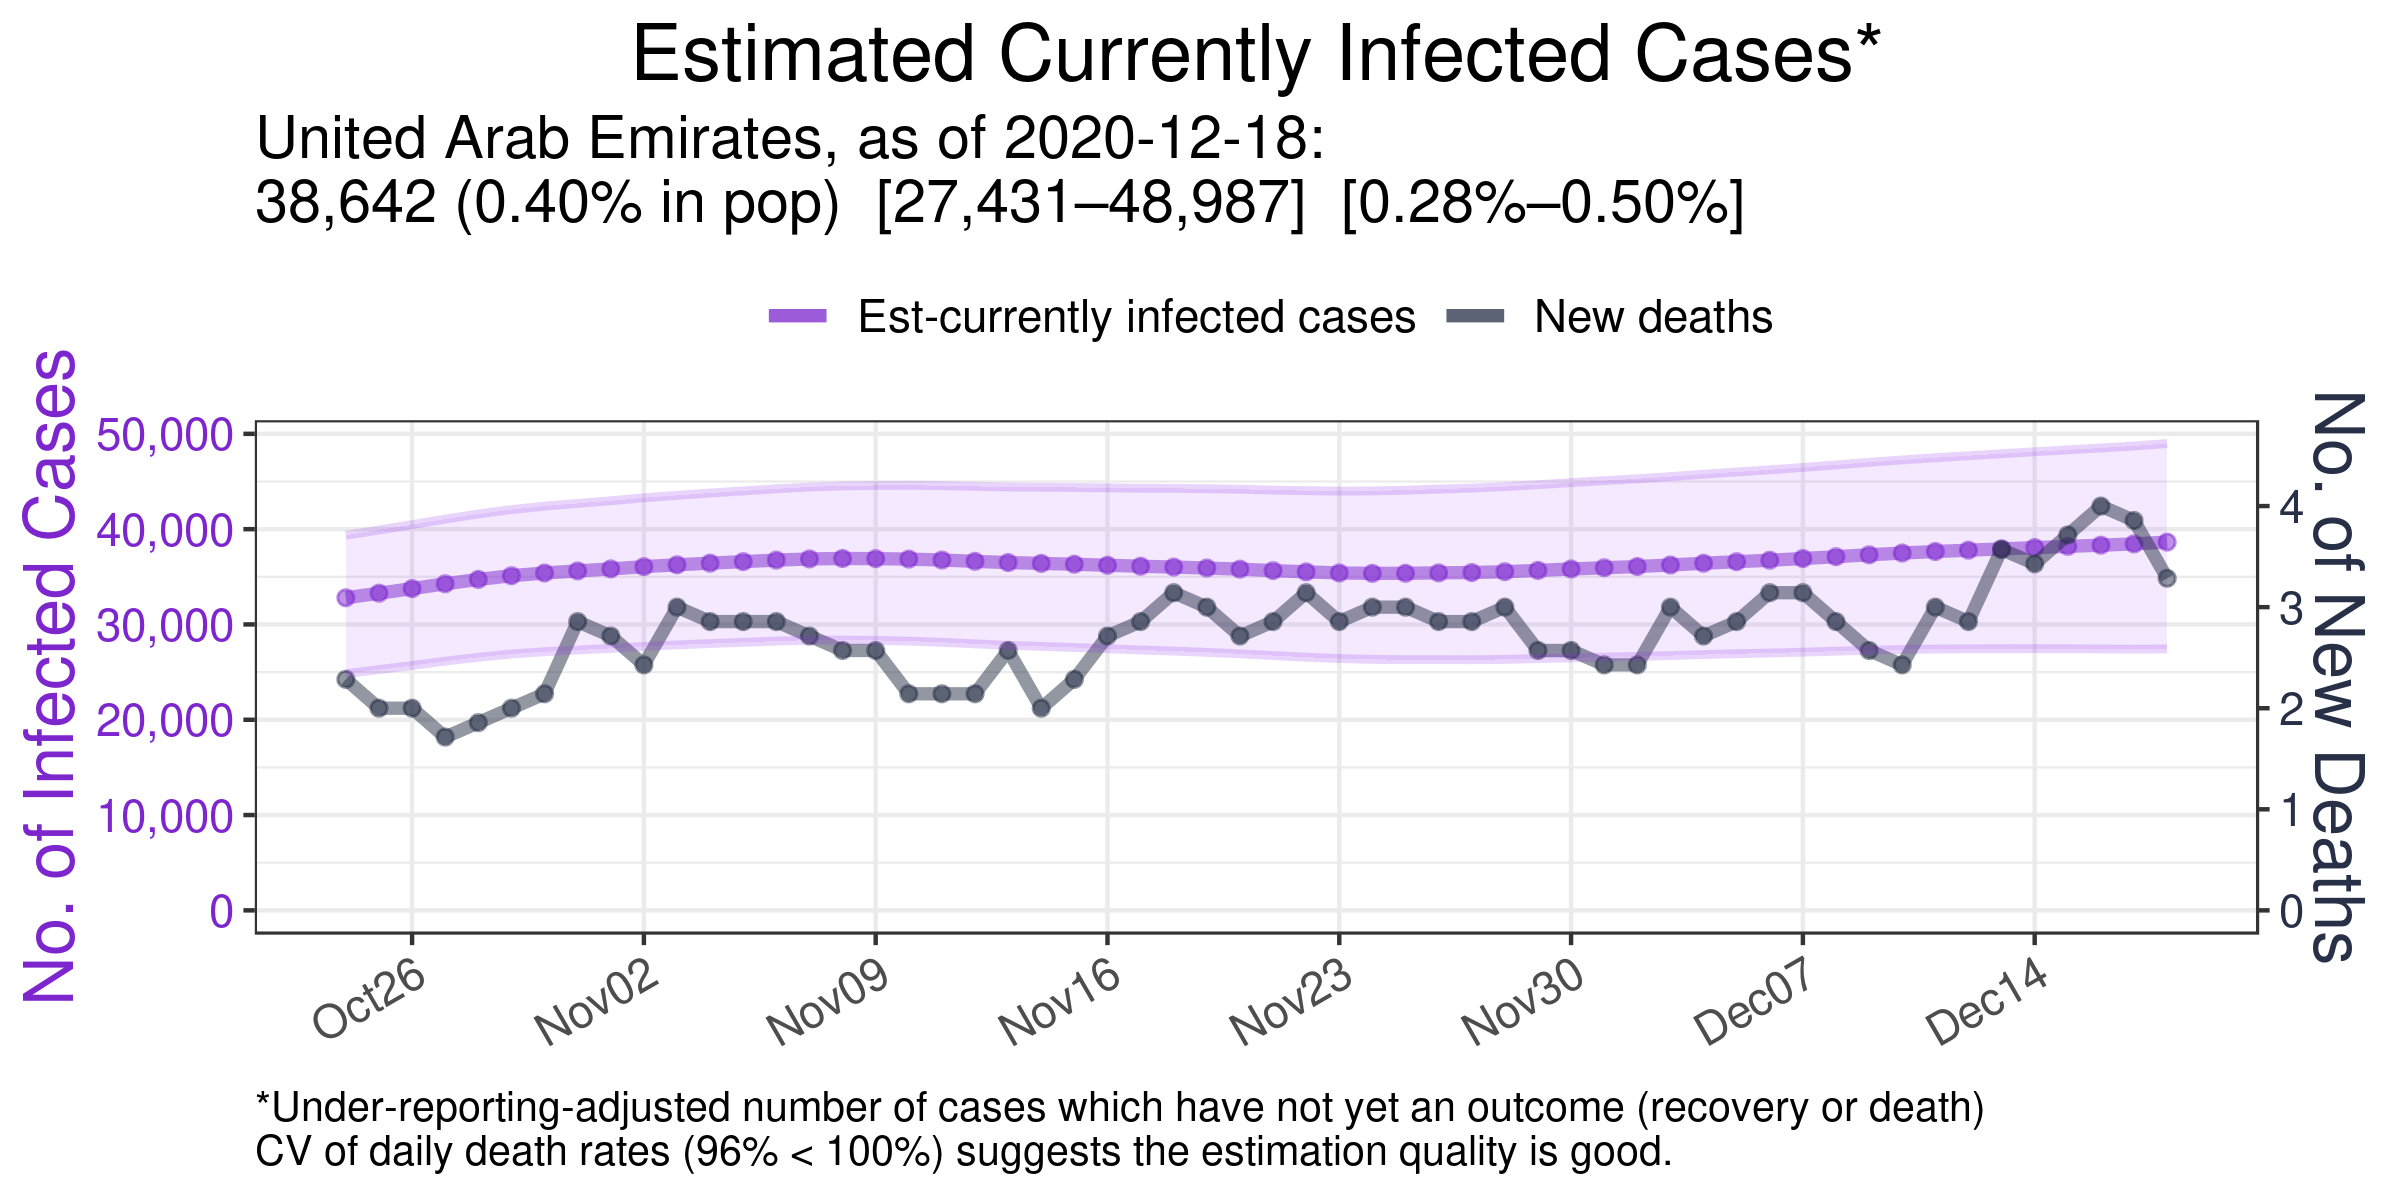 Estimated Currently Infected Cases*
United Arab Emirates, as of 2020-12-18:
38,642 (0.40% in pop)  [27,431–48,987]  [0.28%–0.50%]
Est-currently infected cases
New deaths
No. of Infected Cases
50,000
40,000
30,000
20,000
10,000
0
4
3
2
1
0
No. of New Deaths
Oct26
Nov02
Nov09
Nov16
Nov23
Nov30
Dec07
Dec14
*Under-reporting-adjusted number of cases which have not yet an outcome (recovery or death)
CV of daily death rates (96% < 100%) suggests the estimation quality is good.